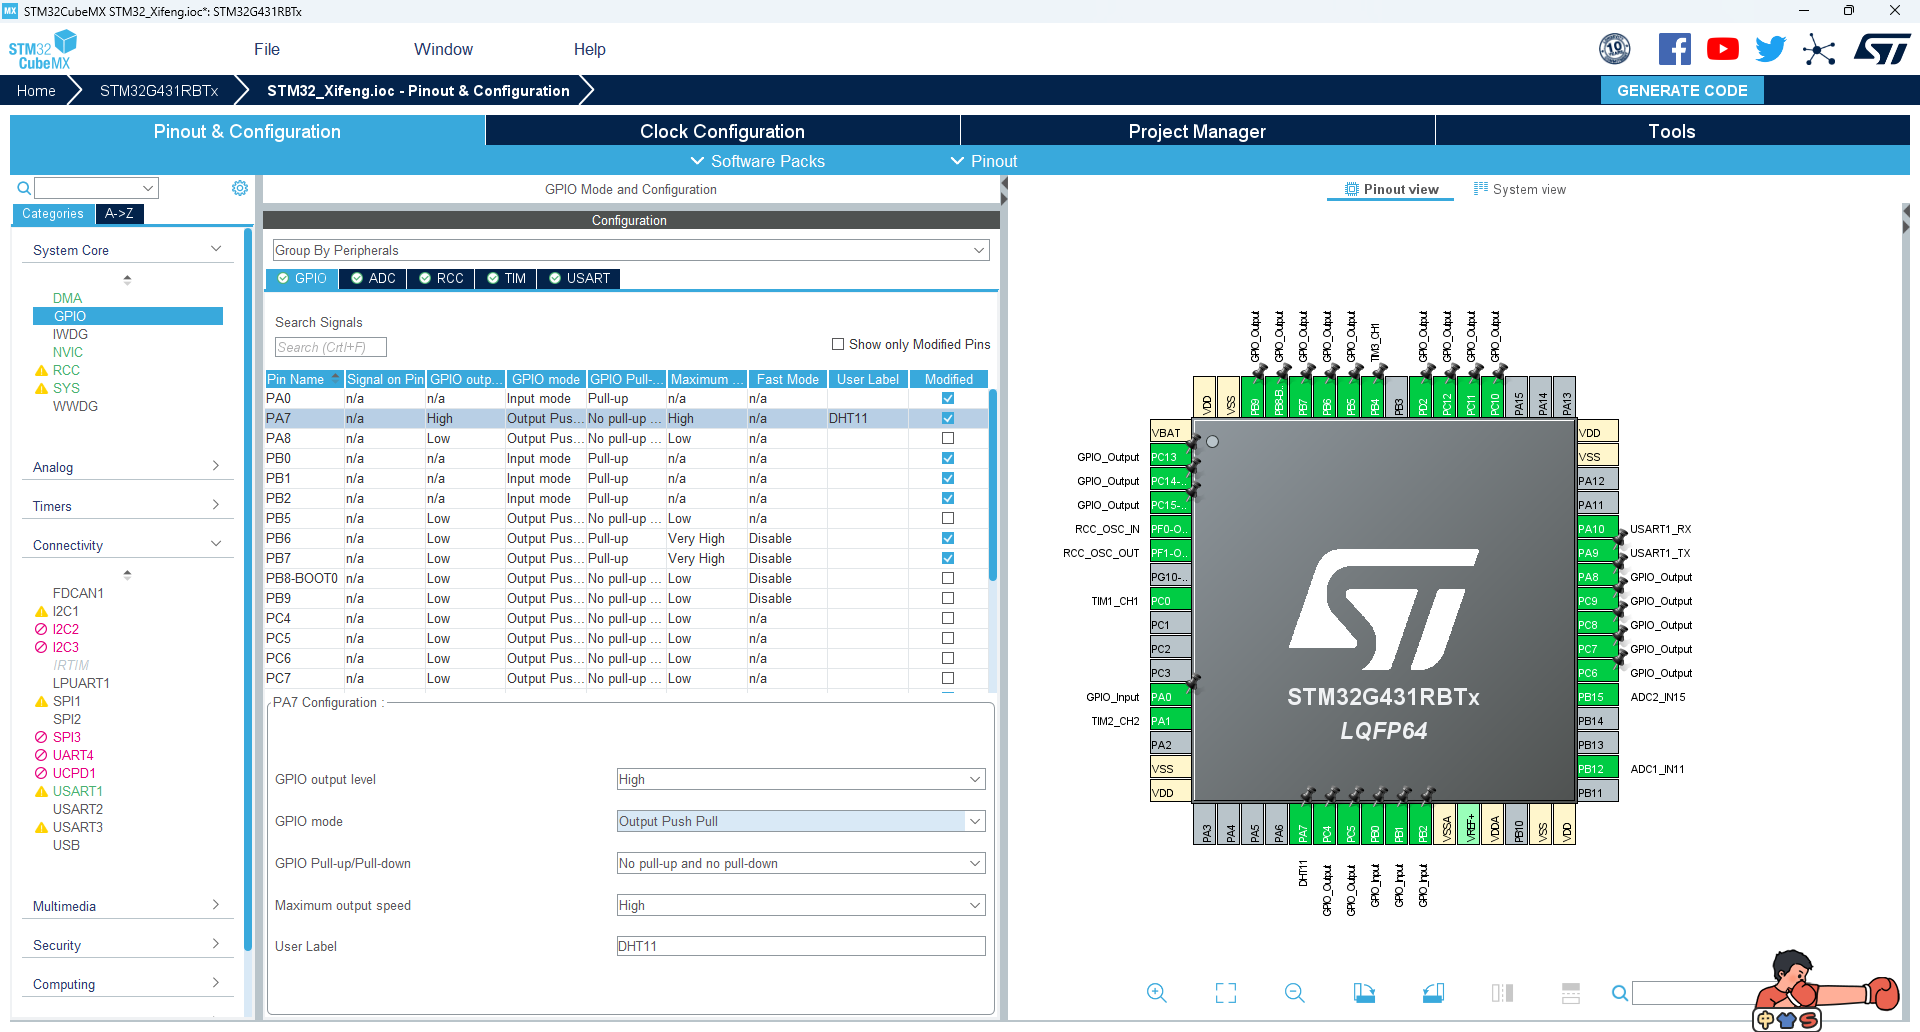 STM32CubeMX STM32_Xifeng.ioc*: STM32G431RBTx
STM32 CubeMX
File Window Help
10
Home STM32G431RBTx STM32_Xifeng.ioc - Pinout & Configuration GENERATE CODE
Pinout & Configuration Clock Configuration Project Manager Tools
Software Packs Pinout
Categories A->Z
System Core
DMA
GPIO
IWDG
NVIC
RCC
SYS
WWDG
Analog
Timers
Connectivity
FDCAN1
I2C1
I2C2
I2C3
IRTIM
LPUART1
SPI1
SPI2
SPI3
UART4
UCPD1
USART1
USART2
USART3
USB
Multimedia
Security
Computing
GPIO Mode and Configuration
Configuration
Group By Peripherals
GPIO ADC RCC TIM USART
Search Signals
Search (Crtl+F)
Show only Modified Pins
Pin Name Signal on Pin GPIO outp... GPIO mode GPIO Pull-... Maximum ... Fast Mode User Label Modified
PA0 n/a n/a Input mode Pull-up n/a n/a
PA7 n/a High Output Pus... No pull-up ... High n/a DHT11
PA8 n/a Low Output Pus... No pull-up ... Low n/a
PB0 n/a n/a Input mode Pull-up n/a n/a
PB1 n/a n/a Input mode Pull-up n/a n/a
PB2 n/a n/a Input mode Pull-up n/a n/a
PB5 n/a Low Output Pus... No pull-up ... Low n/a
PB6 n/a Low Output Pus... Pull-up Very High Disable
PB7 n/a Low Output Pus... Pull-up Very High Disable
PB8-BOOT0 n/a Low Output Pus... No pull-up ... Low Disable
PB9 n/a Low Output Pus... No pull-up ... Low Disable
PC4 n/a Low Output Pus... No pull-up ... Low n/a
PC5 n/a Low Output Pus... No pull-up ... Low n/a
PC6 n/a Low Output Pus... No pull-up ... Low n/a
PC7 n/a Low Output Pus... No pull-up ... Low n/a
PA7 Configuration :
GPIO output level High
GPIO mode Output Push Pull
GPIO Pull-up/Pull-down No pull-up and no pull-down
Maximum output speed High
User Label DHT11
Pinout view System view
GPIO_Output GPIO_Output GPIO_Output GPIO_Output GPIO_Output TIM3_CH1 GPIO_Output GPIO_Output GPIO_Output GPIO_Output
VDD VSS PB9 PB8-B.. PB7 PB6 PB5 PB4 PB3 PD2 PC12 PC11 PC10 PA15 PA14 PA13
VBAT VDD
GPIO_Output PC13 VSS
GPIO_Output PC14-.. PA12
GPIO_Output PC15-.. PA11
RCC_OSC_IN PF0-O.. PA10 USART1_RX
RCC_OSC_OUT PF1-O.. PA9 USART1_TX
PG10-.. PA8 GPIO_Output
TIM1_CH1 PC0 PC9 GPIO_Output
PC1 PC8 GPIO_Output
PC2 PC7 GPIO_Output
PC3 PC6 GPIO_Output
GPIO_Input PA0 PB15 ADC2_IN15
TIM2_CH2 PA1 PB14
PA2 PB13
VSS PB12 ADC1_IN11
VDD PB11
STM32G431RBTx
LQFP64
PA3 PA4 PA5 PA6 PA7 PC4 PC5 PB0 PB1 PB2 VSSA VREF+ VDDA PB10 VSS VDD
DHT11 GPIO_Output GPIO_Output GPIO_Input GPIO_Input GPIO_Input
中